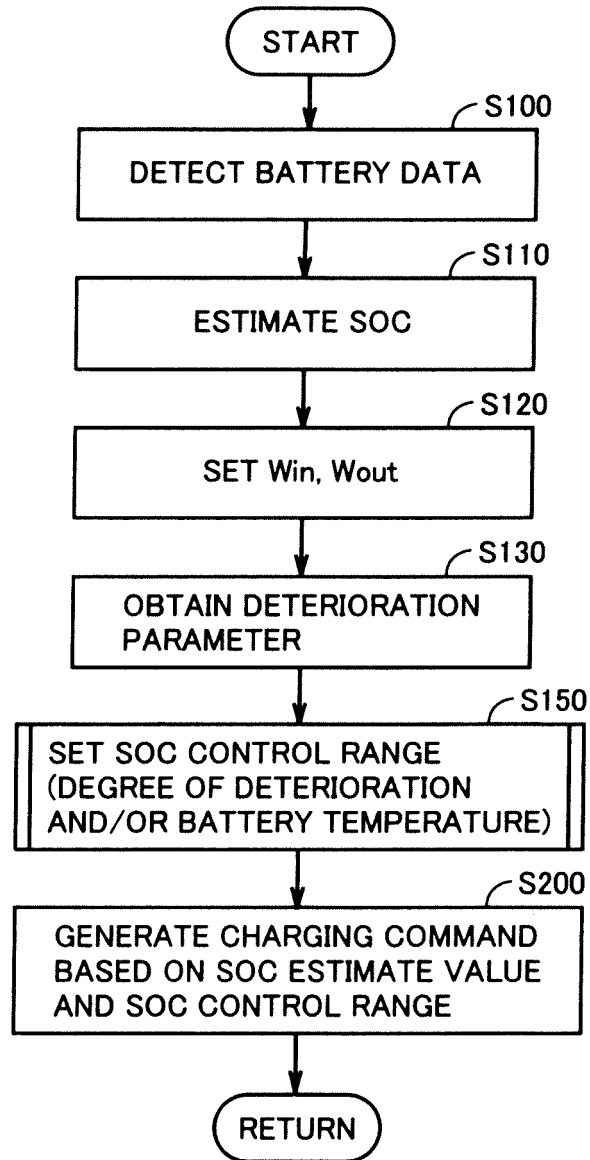 START
S100
DETECT BATTERY DATA
S110
ESTIMATE SOC
S120
SET Win, Wout
S130
OBTAIN DETERIORATION
PARAMETER
S150
SET SOC CONTROL RANGE
(DEGREE OF DETERIORATION
AND/OR BATTERY TEMPERATURE)
S200
GENERATE CHARGING COMMAND
BASED ON SOC ESTIMATE VALUE
AND SOC CONTROL RANGE
RETURN